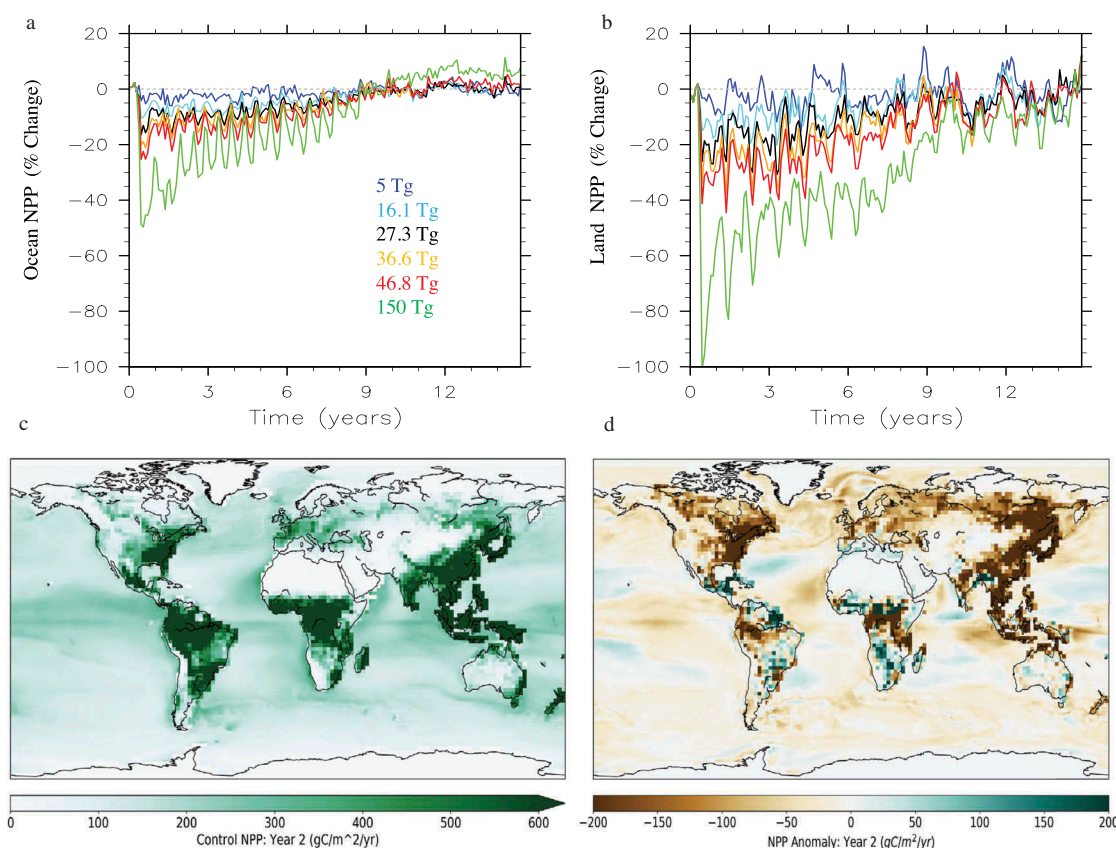 a
b
Ocean NPP (% Change)
20
0
−20
−40
−60
−80
−100
5 Tg
16.1 Tg
27.3 Tg
36.6 Tg
46.8 Tg
150 Tg
0 3 6 9 12
Time (years)
Land NPP (% Change)
20
0
−20
−40
−60
−80
−100
0 3 6 9 12
Time (years)
c
d
0 100 200 300 400 500 600
Control NPP: Year 2 (gC/m^2/yr)
−200 −150 −100 −50 0 50 100 150 200
NPP Anomaly: Year 2 (gC/m²/yr)